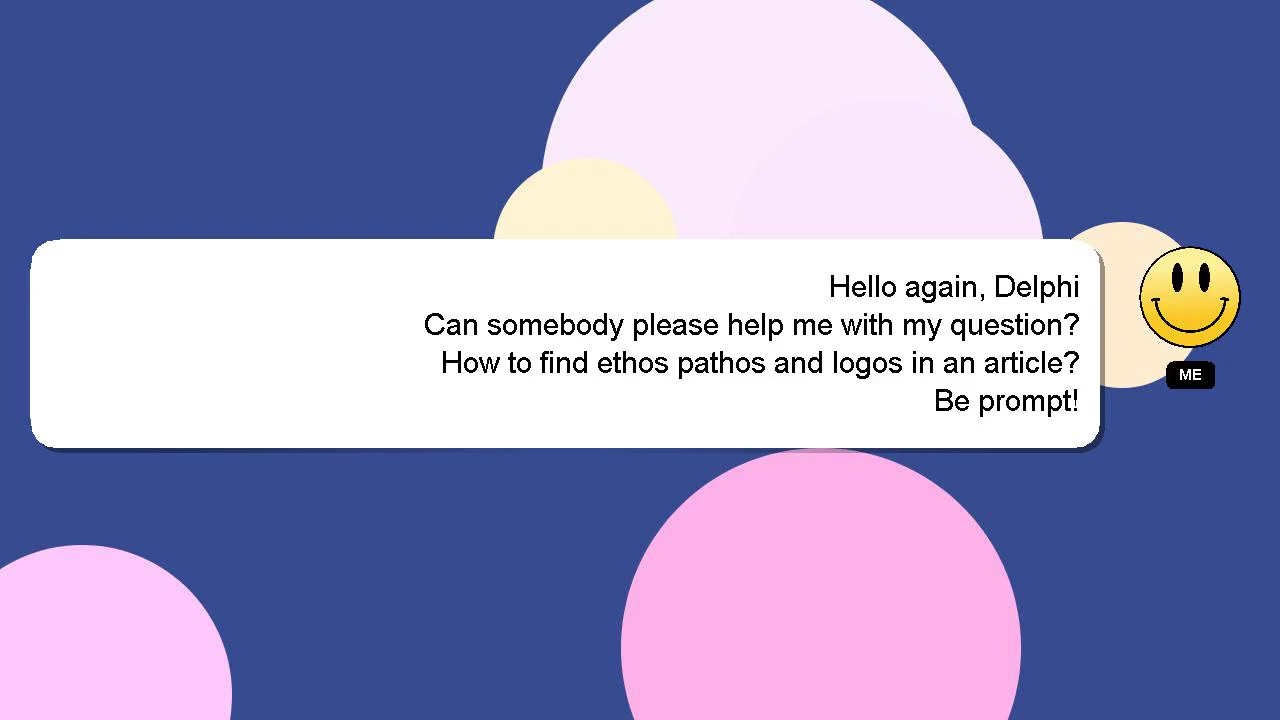 Hello again, Delphi
Can somebody please help me with my question?
How to find ethos pathos and logos in an article?
Be prompt!
ME